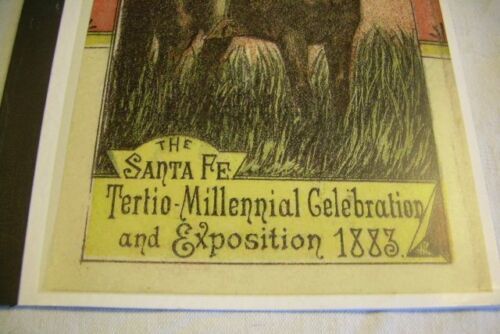 THE
SANTA FE
Tertio-Millennial Celebration
and Exposition 1883.